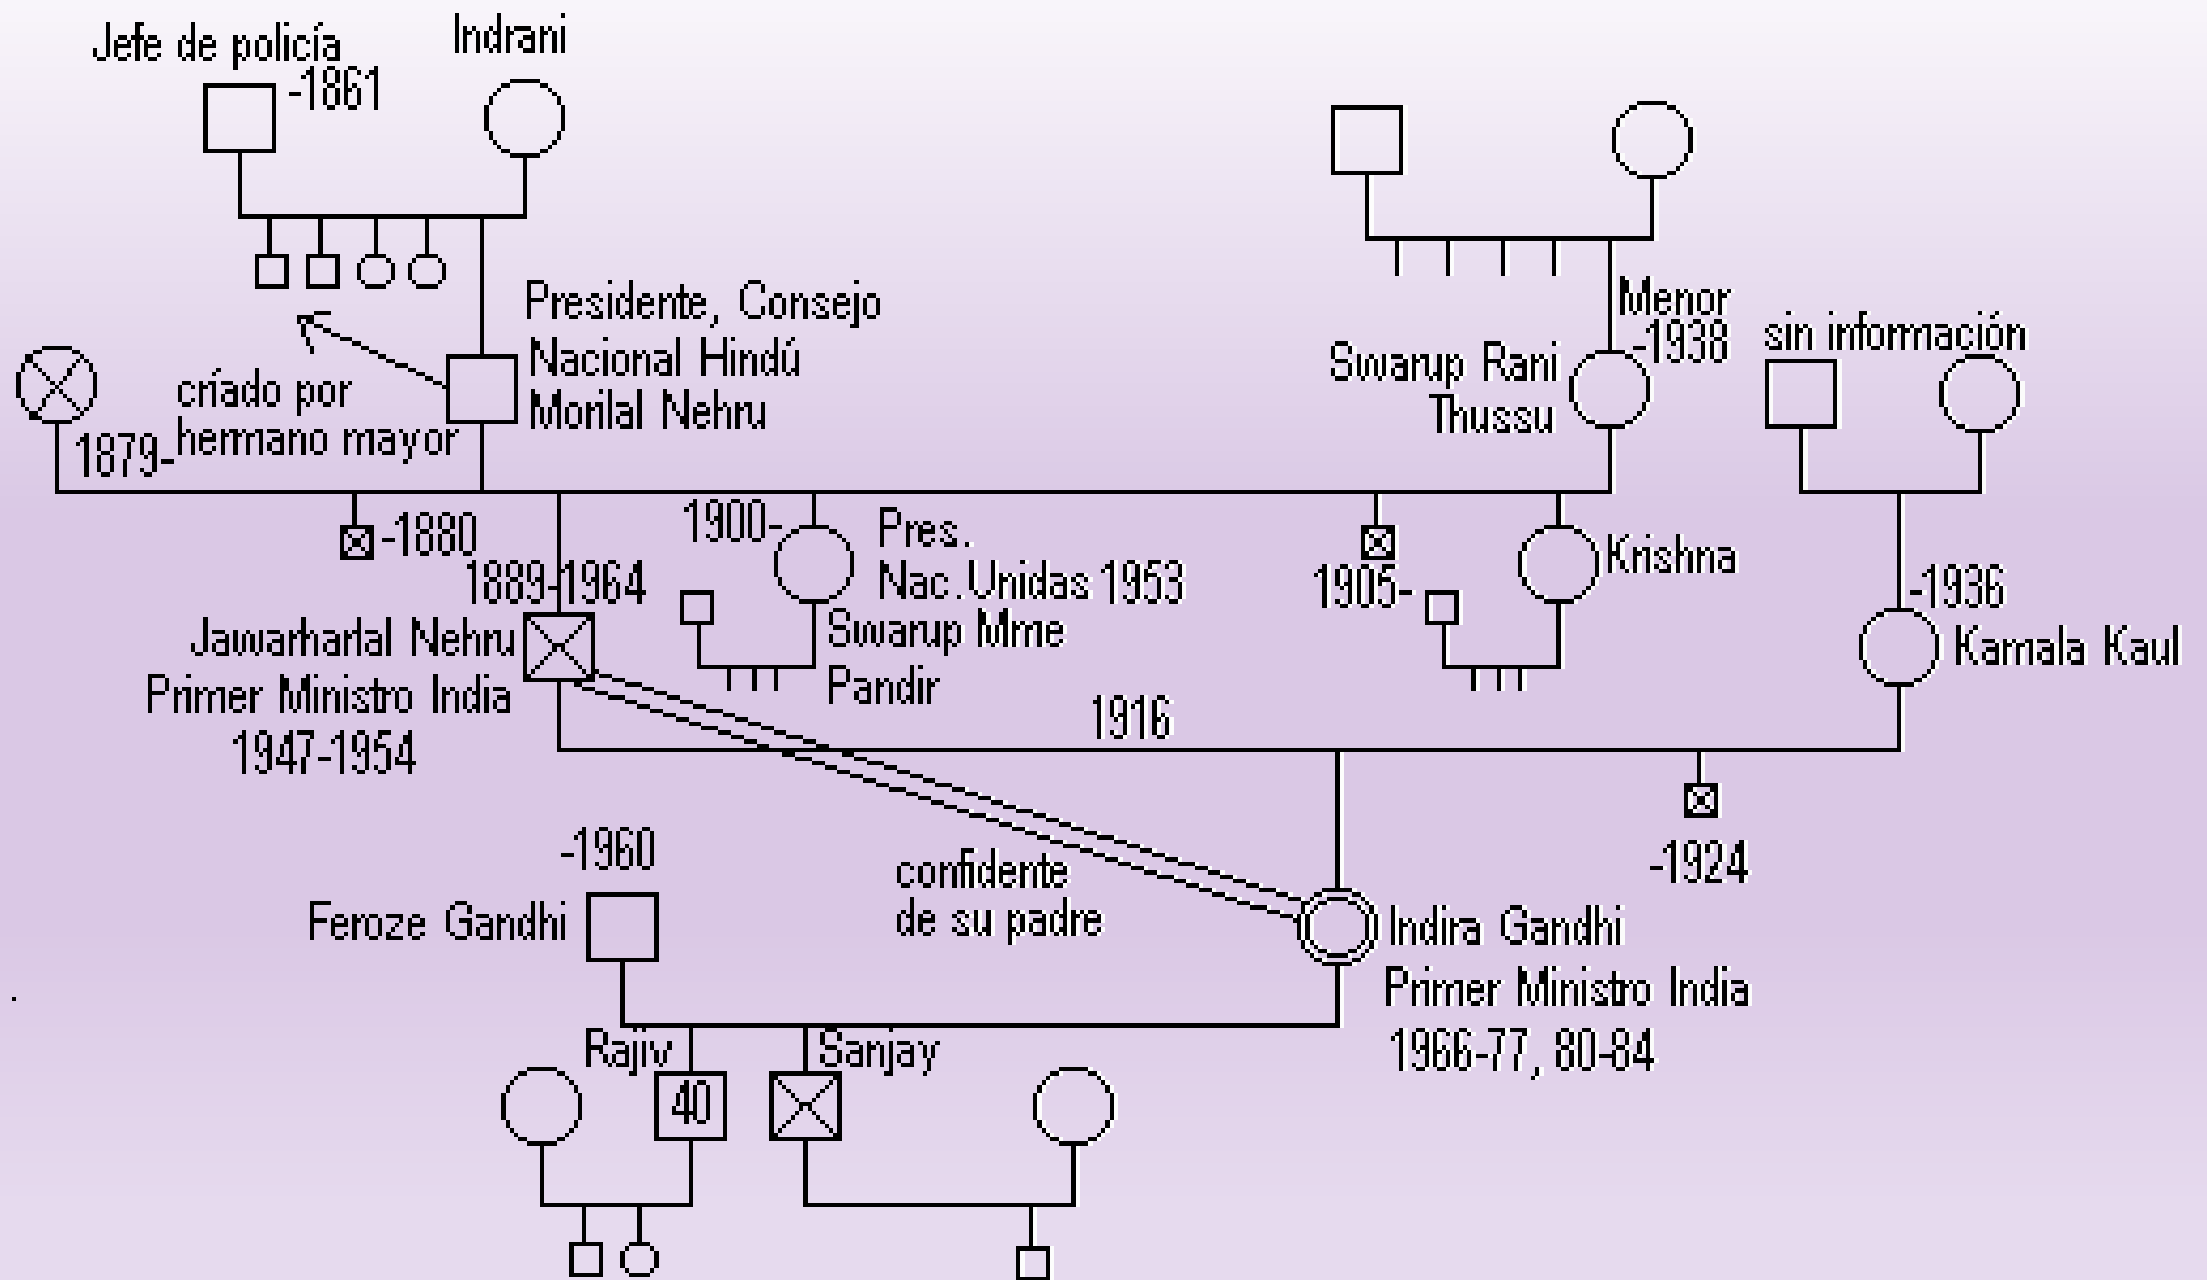 Jefe de policía
-1861
Indrani
Presidente, Consejo
Nacional Hindú
Morilal Nehru
críado por
hermano mayor
1879-
Menor
-1938
Swarup Rani
Thussu
sin información
-1880
1889-1964
Jawarharlal Nehru
Primer Ministro India
1947-1954
1900-
Pres.
Nac. Unidas 1953
Swarup Mme
Pandir
1905-
Krishna
-1936
Kamala Kaul
1916
-1924
-1960
Feroze Gandhi
confidente
de su padre
Indira Gandhi
Primer Ministro India
1966-77, 80-84
Rajiv
40
Sanjay